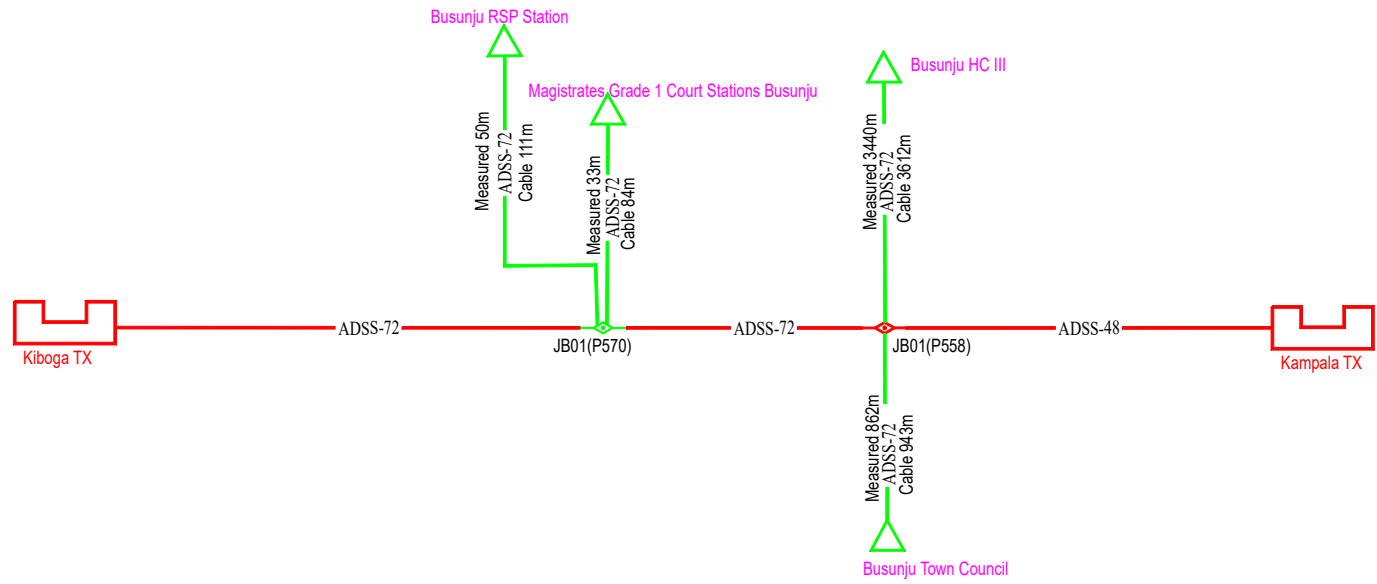 Busunju RSP Station
Busunju HC III
Magistrates Grade 1 Court Stations Busunju
Measured 50m
ADSS-72
Cable 111m
Measured 33m
ADSS-72
Cable 84m
Measured 3440m
ADSS-72
Cable 3612m
Kiboga TX
ADSS-72
JB01(P570)
ADSS-72
JB01(P558)
ADSS-48
Kampala TX
Measured 862m
ADSS-72
Cable 943m
Busunju Town Council